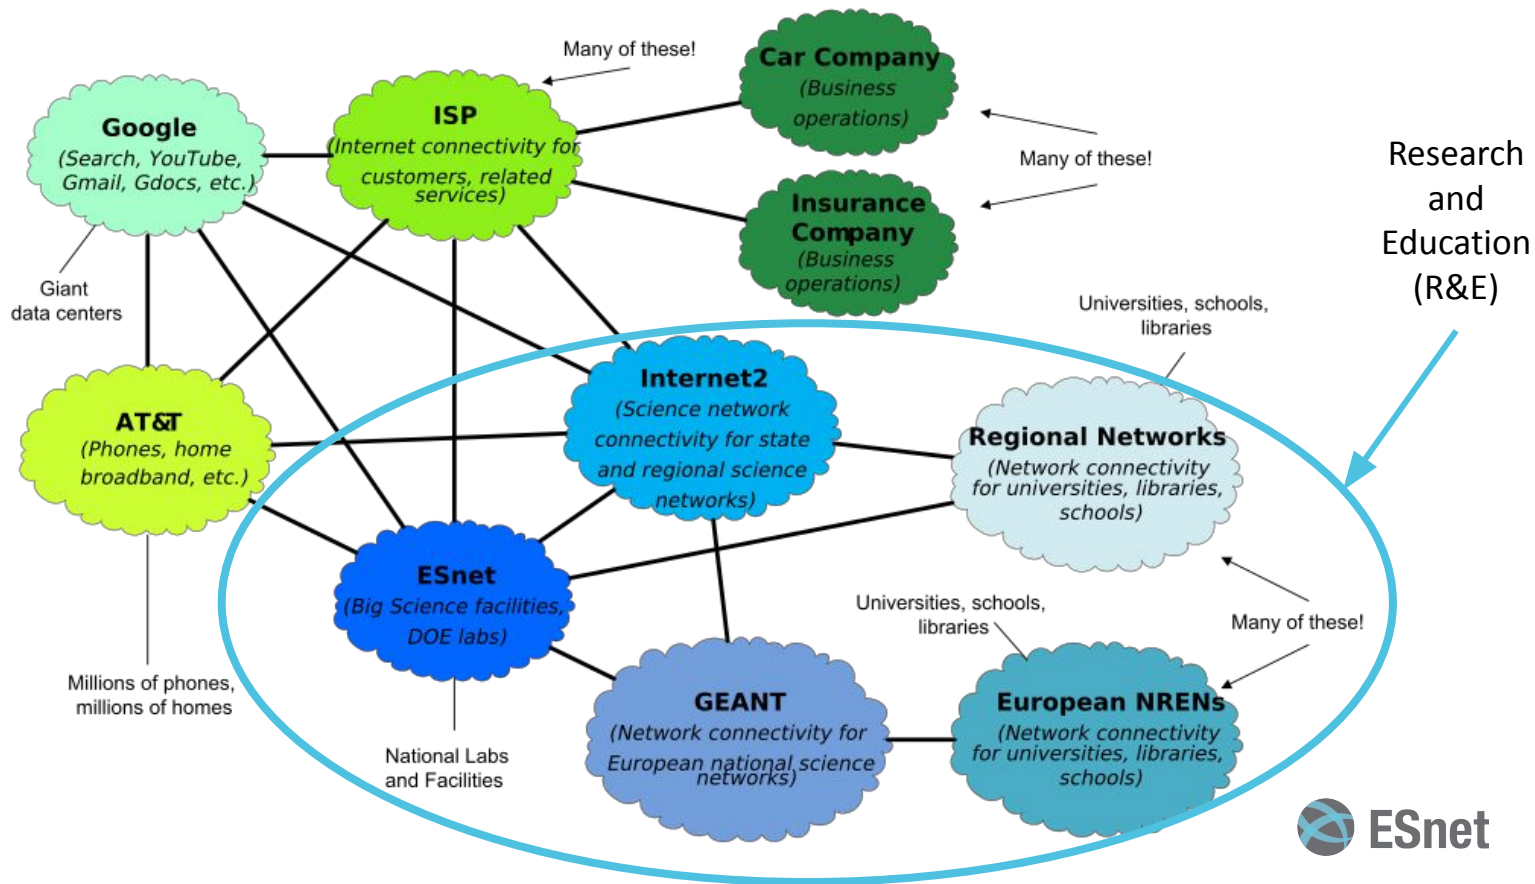 Many of these!
Car Company
(Business
operations)
Google
(Search, YouTube,
Gmail, Gdocs, etc.)
ISP
(Internet connectivity for
customers, related
services)
Many of these!
Research
and
Education
(R&E)
Insurance
Company
(Business
operations)
Giant
data centers
Universities, schools,
libraries
AT&T
(Phones, home
broadband, etc.)
Internet2
(Science network
connectivity for state
and regional science
networks)
Regional Networks
(Network connectivity
for universities, libraries,
schools)
ESnet
(Big Science facilities,
DOE labs)
Universities, schools,
libraries
Many of these!
Millions of phones,
millions of homes
GEANT
(Network connectivity for
European national science
networks)
European NRENs
(Network connectivity
for universities, libraries,
schools)
National Labs
and Facilities
ESnet